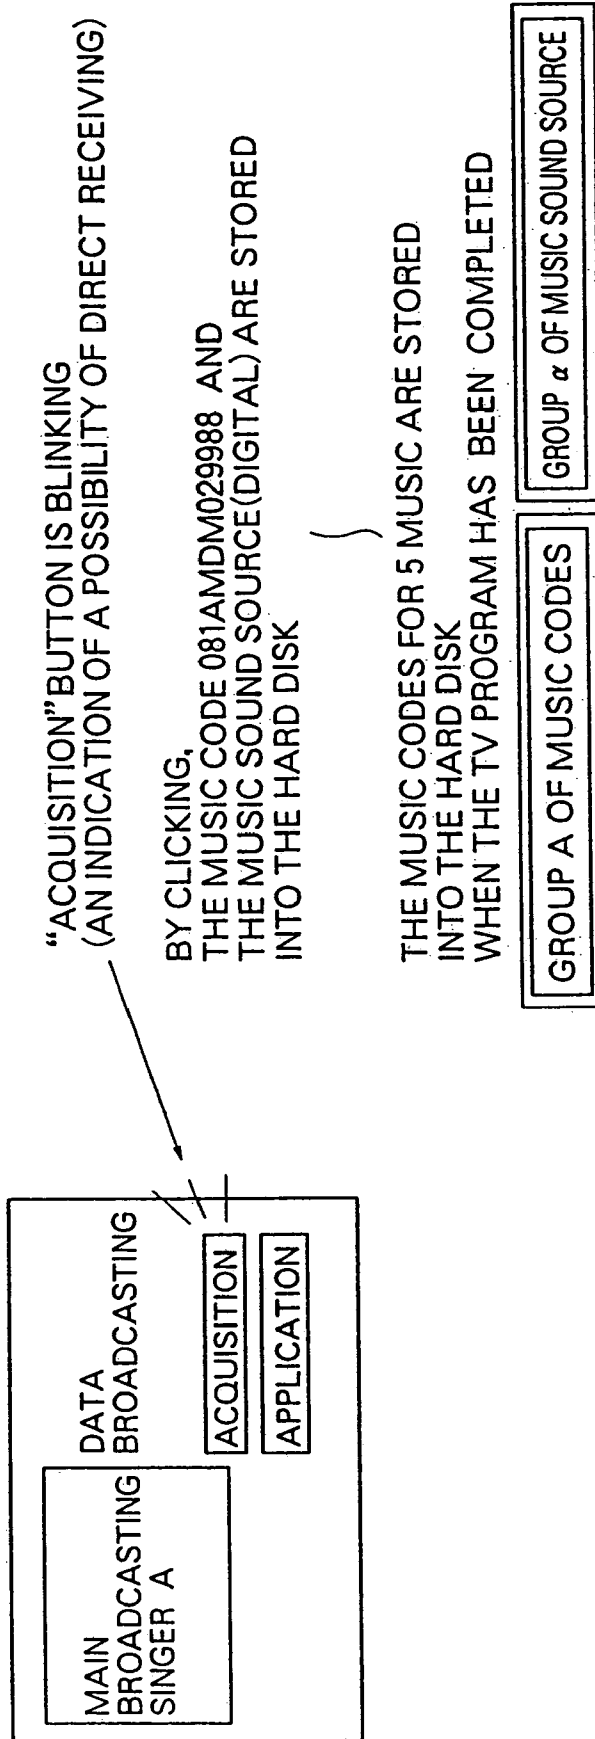 MAIN
BROADCASTING
SINGER A
DATA
BROADCASTING
ACQUISITION
APPLICATION
“ACQUISITION”BUTTON IS BLINKING
(AN INDICATION OF A POSSIBILITY OF DIRECT RECEIVING)
BY CLICKING,
THE MUSIC CODE 081AMDM029988 AND
THE MUSIC SOUND SOURCE(DIGITAL) ARE STORED
INTO THE HARD DISK
THE MUSIC CODES FOR 5 MUSIC ARE STORED
INTO THE HARD DISK
WHEN THE TV PROGRAM HAS BEEN COMPLETED
GROUP A OF MUSIC CODES
GROUP α OF MUSIC SOUND SOURCE